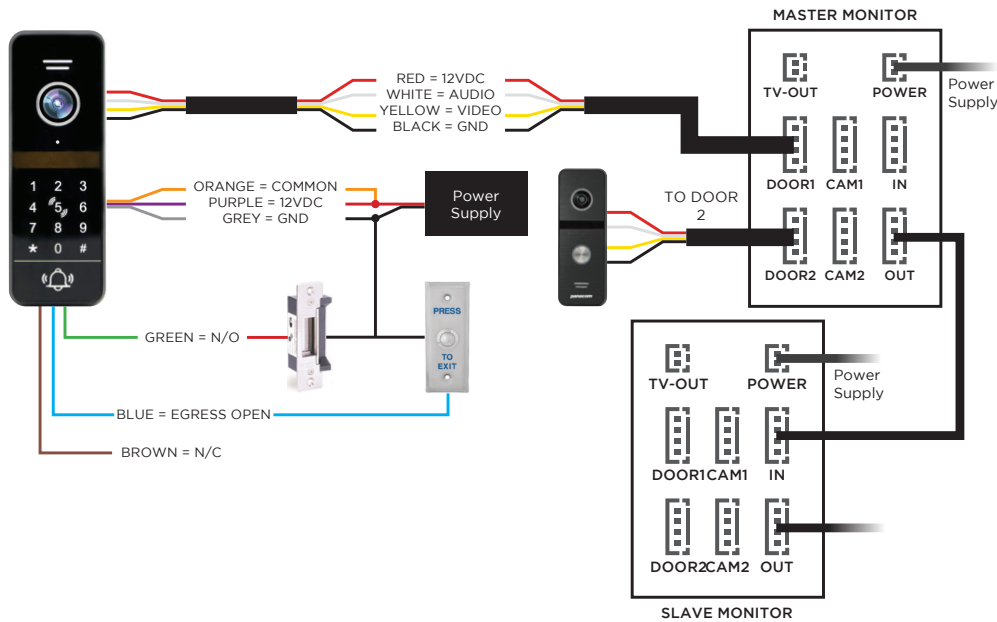 MASTER MONITOR
TV-OUT
POWER
Power
Supply
DOOR1
CAM1
IN
DOOR2
CAM2
OUT
RED = 12VDC
WHITE = AUDIO
YELLOW = VIDEO
BLACK = GND
1 2 3
4 5 6
7 8 9
* 0 #
ORANGE = COMMON
PURPLE = 12VDC
GREY = GND
Power
Supply
TO DOOR
2
panacom
GREEN = N/O
PRESS
TO
EXIT
BLUE = EGRESS OPEN
BROWN = N/C
TV-OUT
POWER
Power
Supply
DOOR1
CAM1
IN
DOOR2
CAM2
OUT
SLAVE MONITOR